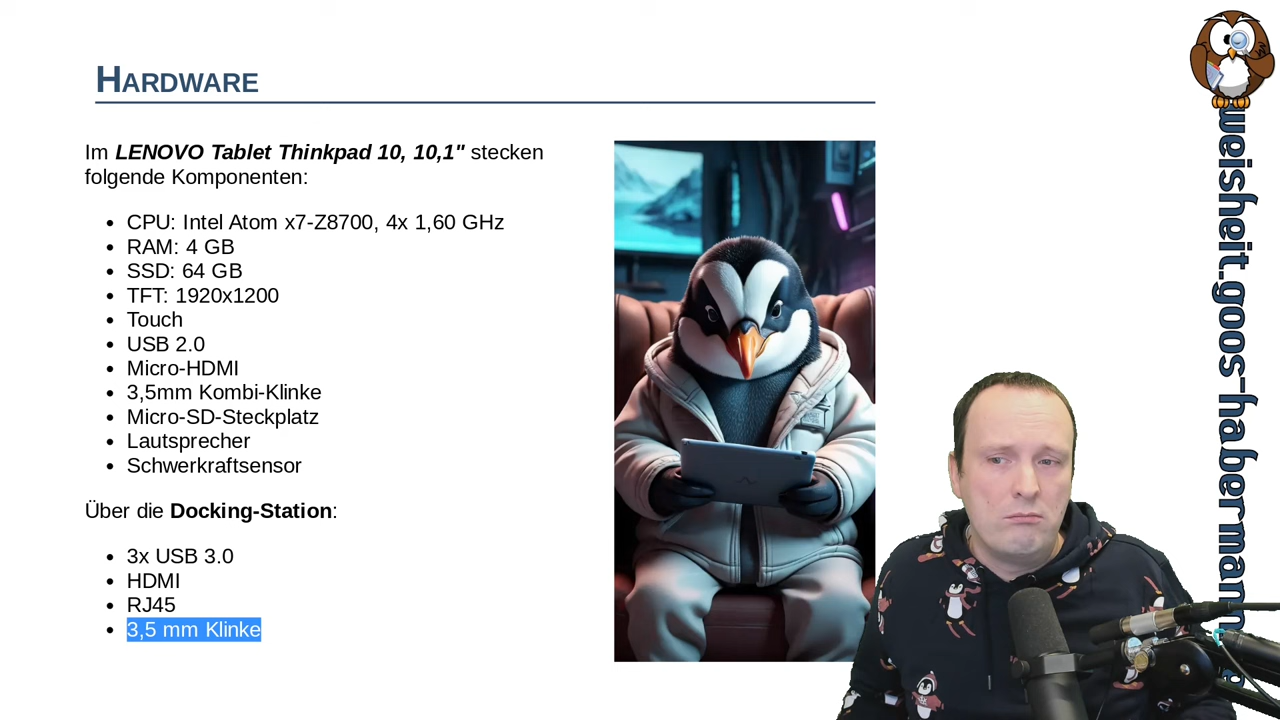 HARDWARE
Im LENOVO Tablet Thinkpad 10, 10,1" stecken
folgende Komponenten:
• CPU: Intel Atom x7-Z8700, 4x 1,60 GHz
• RAM: 4 GB
• SSD: 64 GB
• TFT: 1920x1200
• Touch
• USB 2.0
• Micro-HDMI
• 3,5mm Kombi-Klinke
• Micro-SD-Steckplatz
• Lautsprecher
• Schwerkraftsensor
Über die Docking-Station:
• 3x USB 3.0
• HDMI
• RJ45
• 3,5 mm Klinke
weisheit.goos-habermann